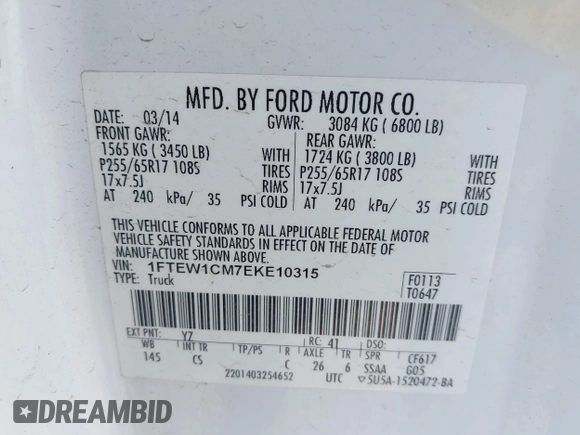 MFD. BY FORD MOTOR CO.
DATE: 03/14 GVWR: 3084 KG ( 6800 LB)
FRONT GAWR: REAR GAWR:
1565 KG ( 3450 LB) WITH 1724 KG ( 3800 LB) WITH
P255/65R17 108S TIRES P255/65R17 108S TIRES
17x7.5J RIMS 17x7.5J RIMS
AT 240 kPa/ 35 PSI COLD AT 240 kPa/ 35 PSI COLD
THIS VEHICLE CONFORMS TO ALL APPLICABLE FEDERAL MOTOR
VEHICLE SAFETY STANDARDS IN EFFECT ON THE DATE OF
MANUFACTURE SHOWN ABOVE.
VIN: 1FTEW1CM7EKE10315 F0113
TYPE: Truck T0647
EXT PNT: YZ RC: 41 DSO:
WB INT TR TP/PS R AXLE TR SPR CF617
145 CS C 26 6 SSAA G05
2201403254652 UTC 5U5A-1520472-BA
DREAMBID